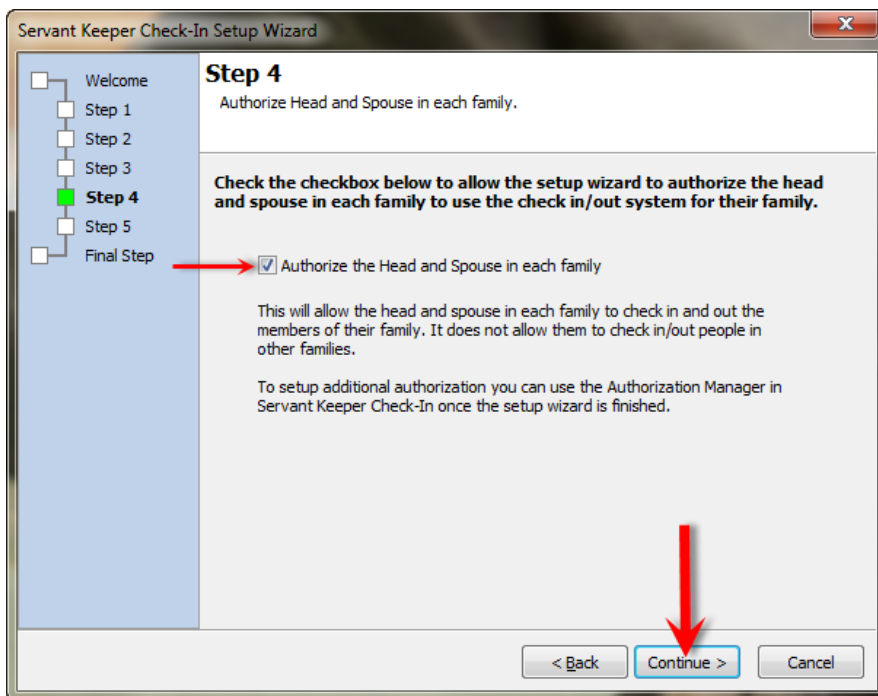 Servant Keeper Check-In Setup Wizard
Welcome
Step 1
Step 2
Step 3
Step 4
Step 5
Final Step
Step 4
Authorize Head and Spouse in each family.
Check the checkbox below to allow the setup wizard to authorize the head
and spouse in each family to use the check in/out system for their family.
Authorize the Head and Spouse in each family
This will allow the head and spouse in each family to check in and out the
members of their family. It does not allow them to check in/out people in
other families.
To setup additional authorization you can use the Authorization Manager in
Servant Keeper Check-In once the setup wizard is finished.
< Back
Continue >
Cancel